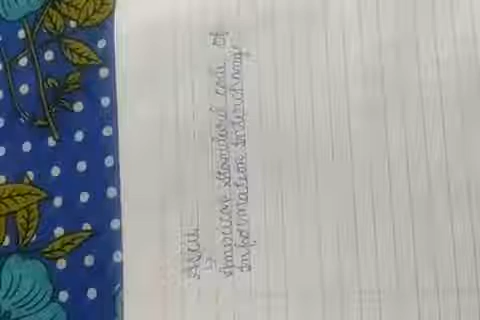 ASCII
↳
American Standard code of
Information Interchange